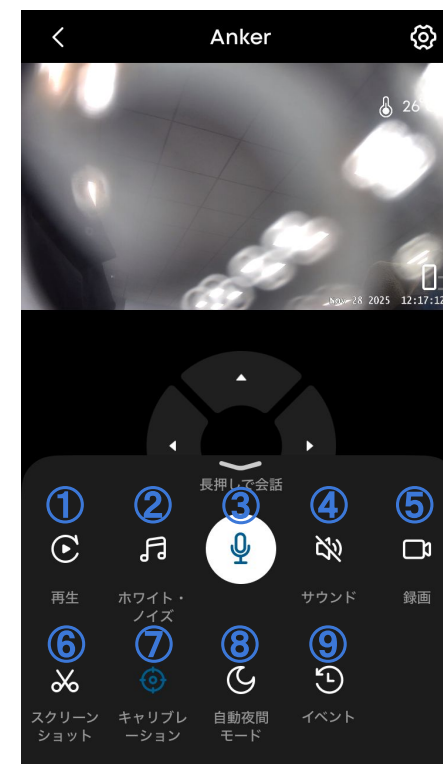 Anker
26
Nov 28 2025 12:17:12
長押しで会話
① ② ③ ④ ⑤
再生 ホワイト・ サウンド 録画
ノイズ
⑥ ⑦ ⑧ ⑨
スクリーン キャリブレ 自動夜間 イベント
ショット ーション モード